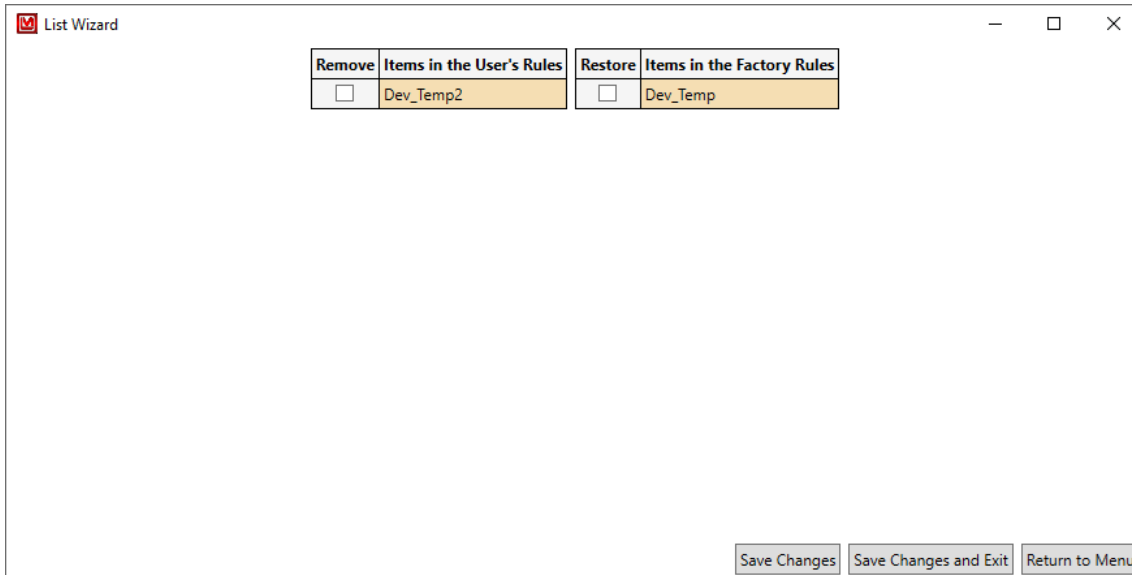 List Wizard
Remove Items in the User's Rules Restore Items in the Factory Rules
Dev_Temp2 Dev_Temp
Save Changes Save Changes and Exit Return to Menu